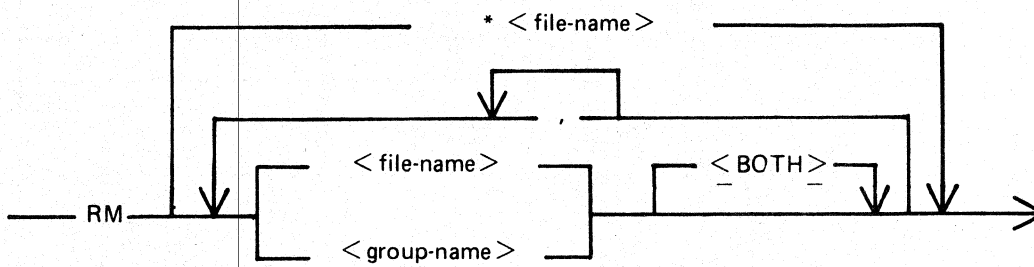 * <file-name>
,
<file-name>
<BOTH>
RM
<group-name>